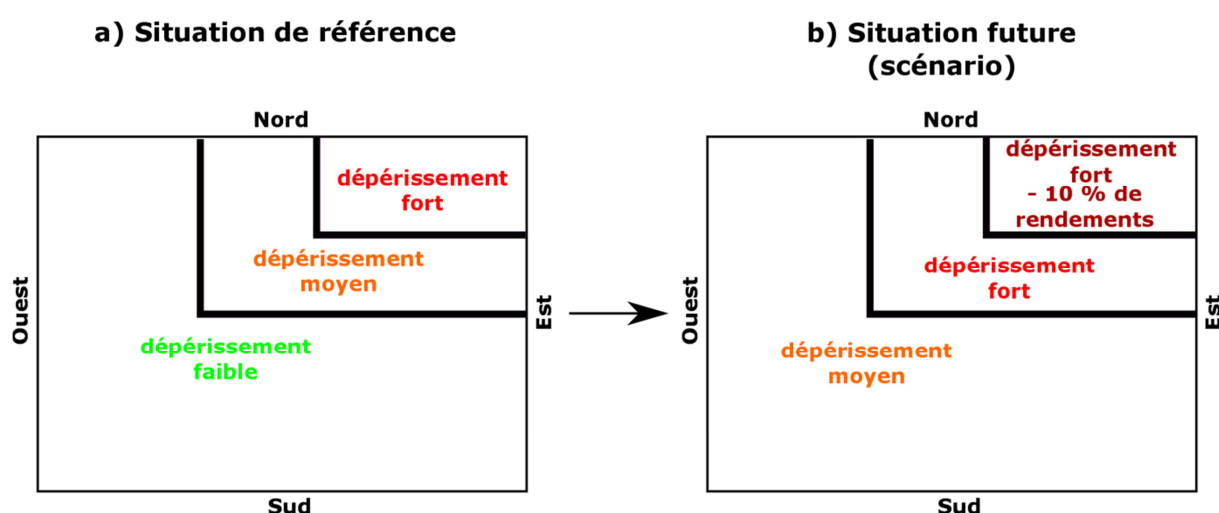 a) Situation de référence
b) Situation future
(scénario)
Nord
dépérissement
fort
dépérissement
moyen
Ouest
Est
dépérissement
faible
Sud
Nord
dépérissement
fort
- 10 % de
rendements
dépérissement
fort
Ouest
Est
dépérissement
moyen
Sud